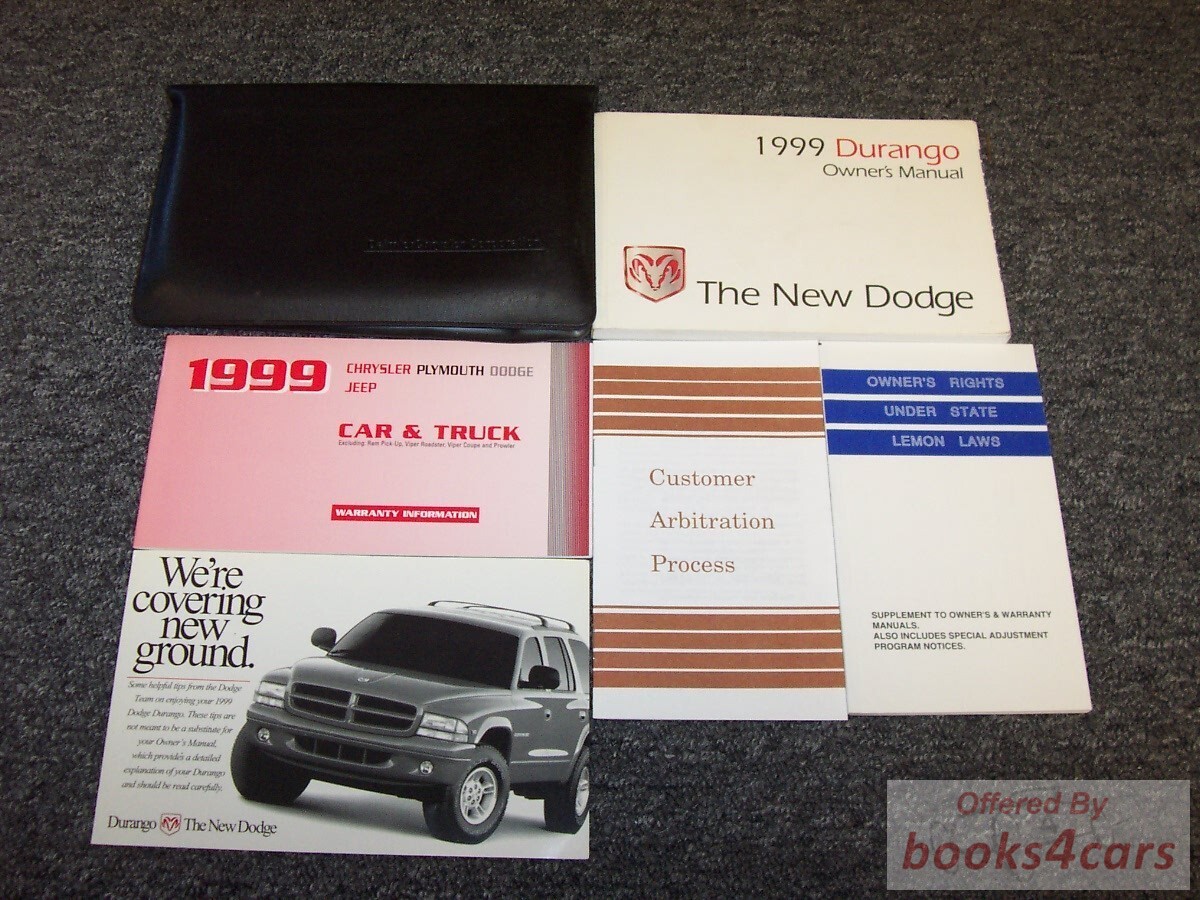 DaimlerChrysler Corporation
1999 Durango
Owner's Manual
The New Dodge
1999
CHRYSLER PLYMOUTH DODGE
JEEP
CAR & TRUCK
Excluding: Ram Pick-Up, Viper Roadster, Viper Coupe and Prowler
WARRANTY INFORMATION
Customer
Arbitration
Process
OWNER'S RIGHTS
UNDER STATE
LEMON LAWS
SUPPLEMENT TO OWNER'S & WARRANTY
MANUALS.
ALSO INCLUDES SPECIAL ADJUSTMENT
PROGRAM NOTICES.
We're
covering
new
ground.
Some helpful tips from the Dodge
Team on enjoying your 1999
Dodge Durango. These tips are
not meant to be a substitute for
your Owner's Manual,
which provides a detailed
explanation of your Durango
and should be read carefully.
Durango The New Dodge
Offered By
books4cars